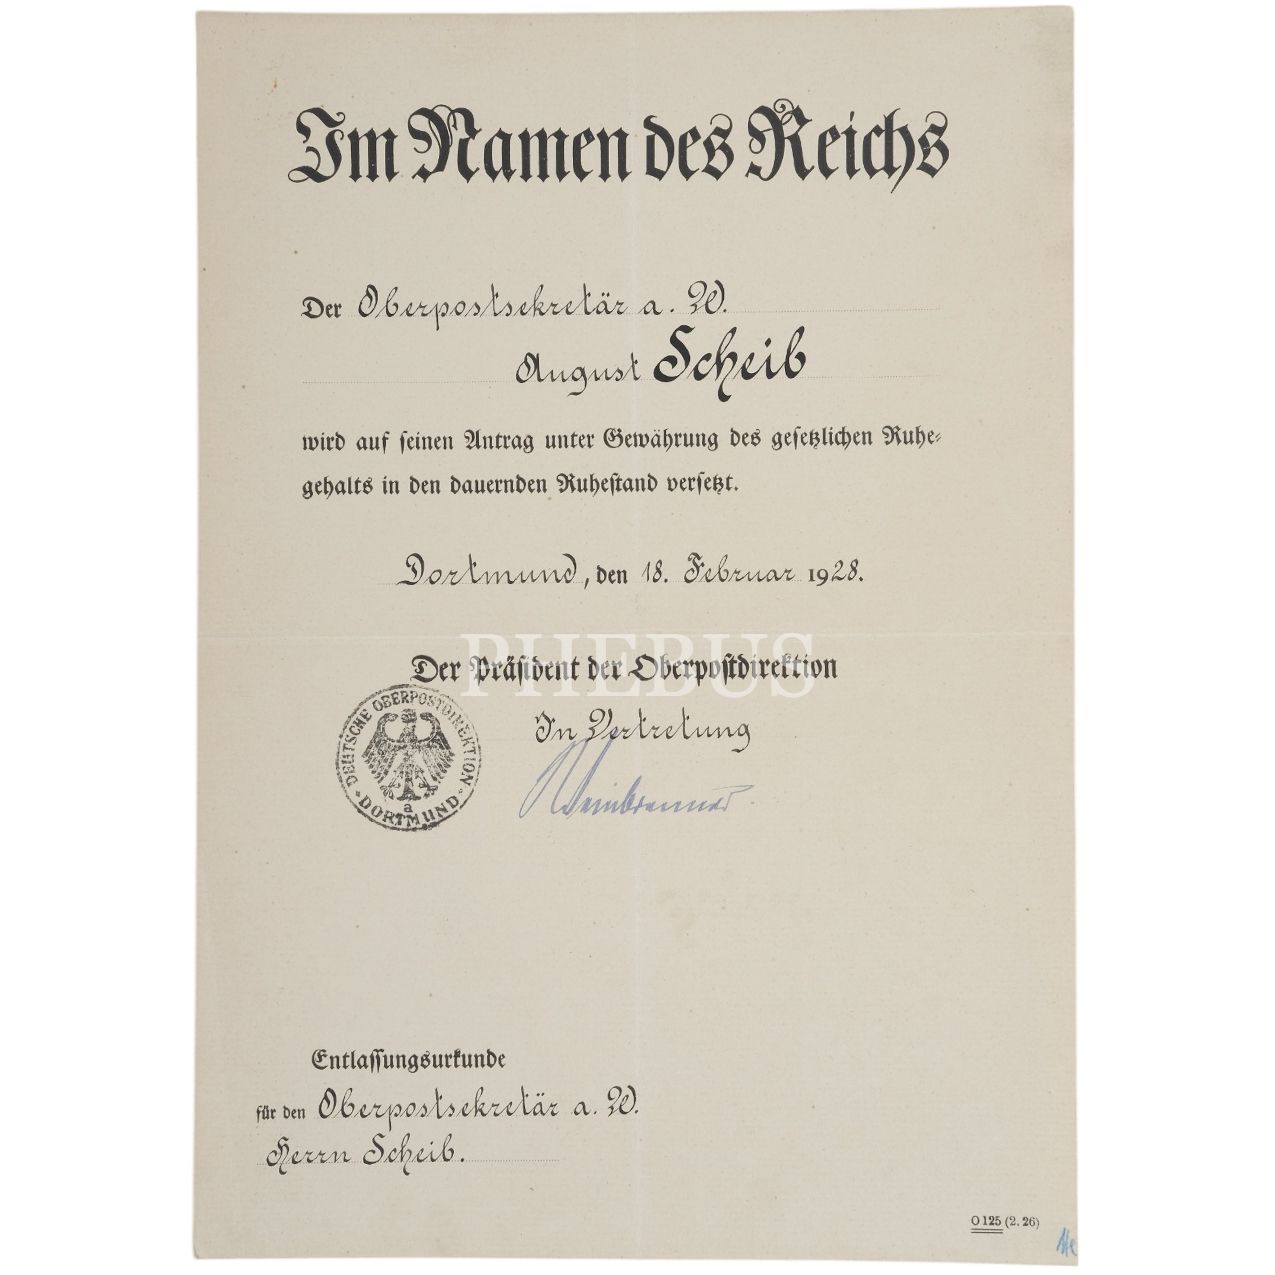 Im Namen des Reichs
Der Oberpostsekretär a. W.
August Scheib
wird auf seinen Antrag unter Gewährung des gesetzlichen Ruhe-
gehalts in den dauernden Ruhestand versetzt.
Dortmund, den 18. Februar 1928.
PHEBUS
Der Präsident der Oberpostdirektion
DEUTSCHE OBERPOSTDIREKTION
a
DORTMUND
In Vertretung
Entlassungsurkunde
für den Oberpostsekretär a. W.
Herrn Scheib.
O 125 (2. 26)